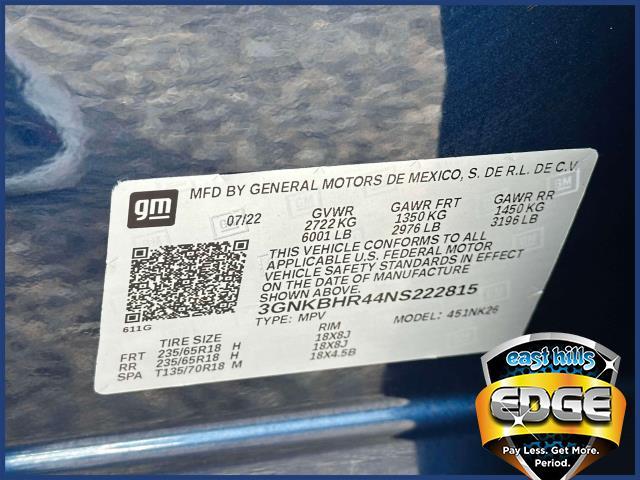 gm
MFD BY GENERAL MOTORS DE MEXICO, S. DE R.L. DE C.V
07/22 GVWR GAWR FRT GAWR RR
2722 KG 1350 KG 1450 KG
6001 LB 2976 LB 3196 LB
THIS VEHICLE CONFORMS TO ALL
APPLICABLE U.S. FEDERAL MOTOR
VEHICLE SAFETY STANDARDS IN EFFECT
ON THE DATE OF MANUFACTURE
SHOWN ABOVE.
3GNKBHR44NS222815
611G TYPE: MPV MODEL: 451NK26
TIRE SIZE RIM
FRT 235/65R18 H 18X8J
RR 235/65R18 H 18X8J
SPA T135/70R18 M 18X4.5B
east hills
EDGE
Pay Less. Get More.
Period.